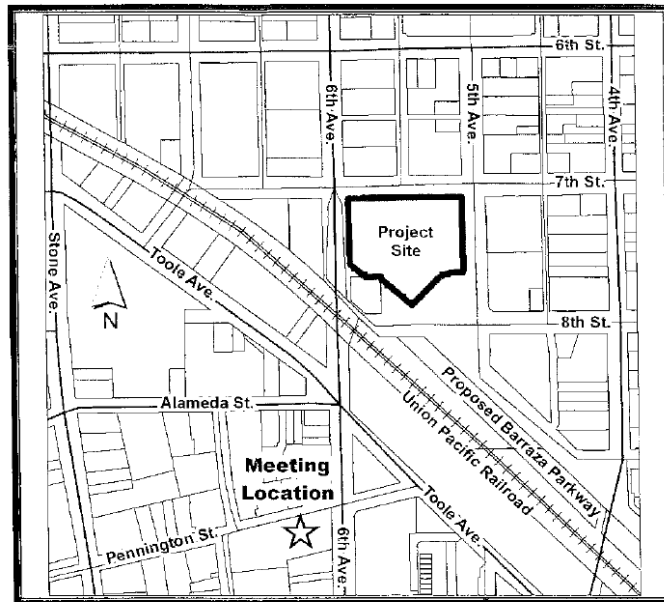 6th St.
6th Ave.
5th Ave.
4th Ave.
7th St.
Project
Site
Stone Ave.
Toole Ave.
N
8th St.
Proposed Barraza Parkway
Union Pacific Railroad
Alameda St.
Meeting
Location
Toole Ave.
Pennington St.
6th Ave.